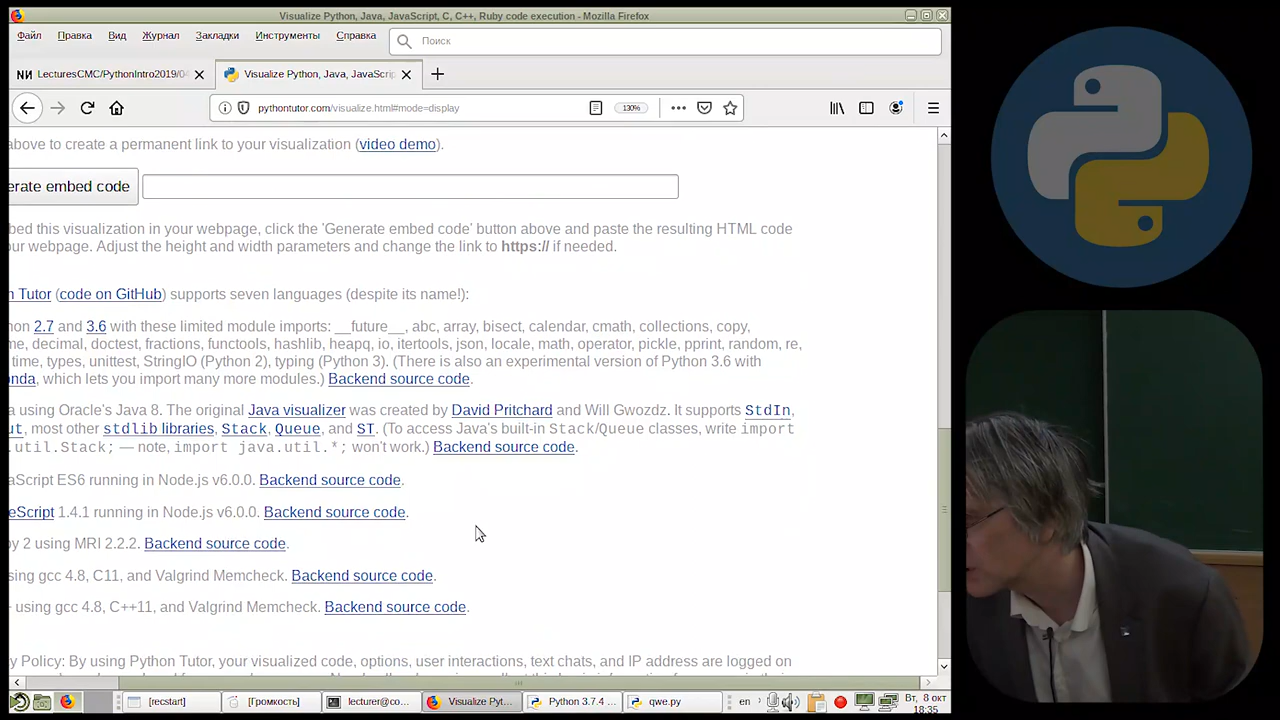 Visualize Python, Java, JavaScript, C, C++, Ruby code execution - Mozilla Firefox
Файл Правка Вид Журнал Закладки Инструменты Справка Поиск
LecturesCMC/PythonIntro2019/0 Visualize Python, Java, JavaScrip
pythontutor.com/visualize.html#mode=display 130%
above to create a permanent link to your visualization (video demo).
erate embed code
bed this visualization in your webpage, click the 'Generate embed code' button above and paste the resulting HTML code
our webpage. Adjust the height and width parameters and change the link to https:// if needed.
n Tutor (code on GitHub) supports seven languages (despite its name!):
hon 2.7 and 3.6 with these limited module imports: __future__, abc, array, bisect, calendar, cmath, collections, copy,
me, decimal, doctest, fractions, functools, hashlib, heapq, io, itertools, json, locale, math, operator, pickle, pprint, random, re,
time, types, unittest, StringIO (Python 2), typing (Python 3). (There is also an experimental version of Python 3.6 with
onda, which lets you import many more modules.) Backend source code.
a using Oracle's Java 8. The original Java visualizer was created by David Pritchard and Will Gwozdz. It supports StdIn,
ut, most other stdlib libraries, Stack, Queue, and ST. (To access Java's built-in Stack/Queue classes, write import
.util.Stack; — note, import java.util.*; won't work.) Backend source code.
aScript ES6 running in Node.js v6.0.0. Backend source code.
eScript 1.4.1 running in Node.js v6.0.0. Backend source code.
by 2 using MRI 2.2.2. Backend source code.
sing gcc 4.8, C11, and Valgrind Memcheck. Backend source code.
using gcc 4.8, C++11, and Valgrind Memcheck. Backend source code.
y Policy: By using Python Tutor, your visualized code, options, user interactions, text chats, and IP address are logged on
[recstart] [Громкость] lecturer@co... Visualize Pyt... Python 3.7.4 ... qwe.py en Вт, 8 окт
18:35